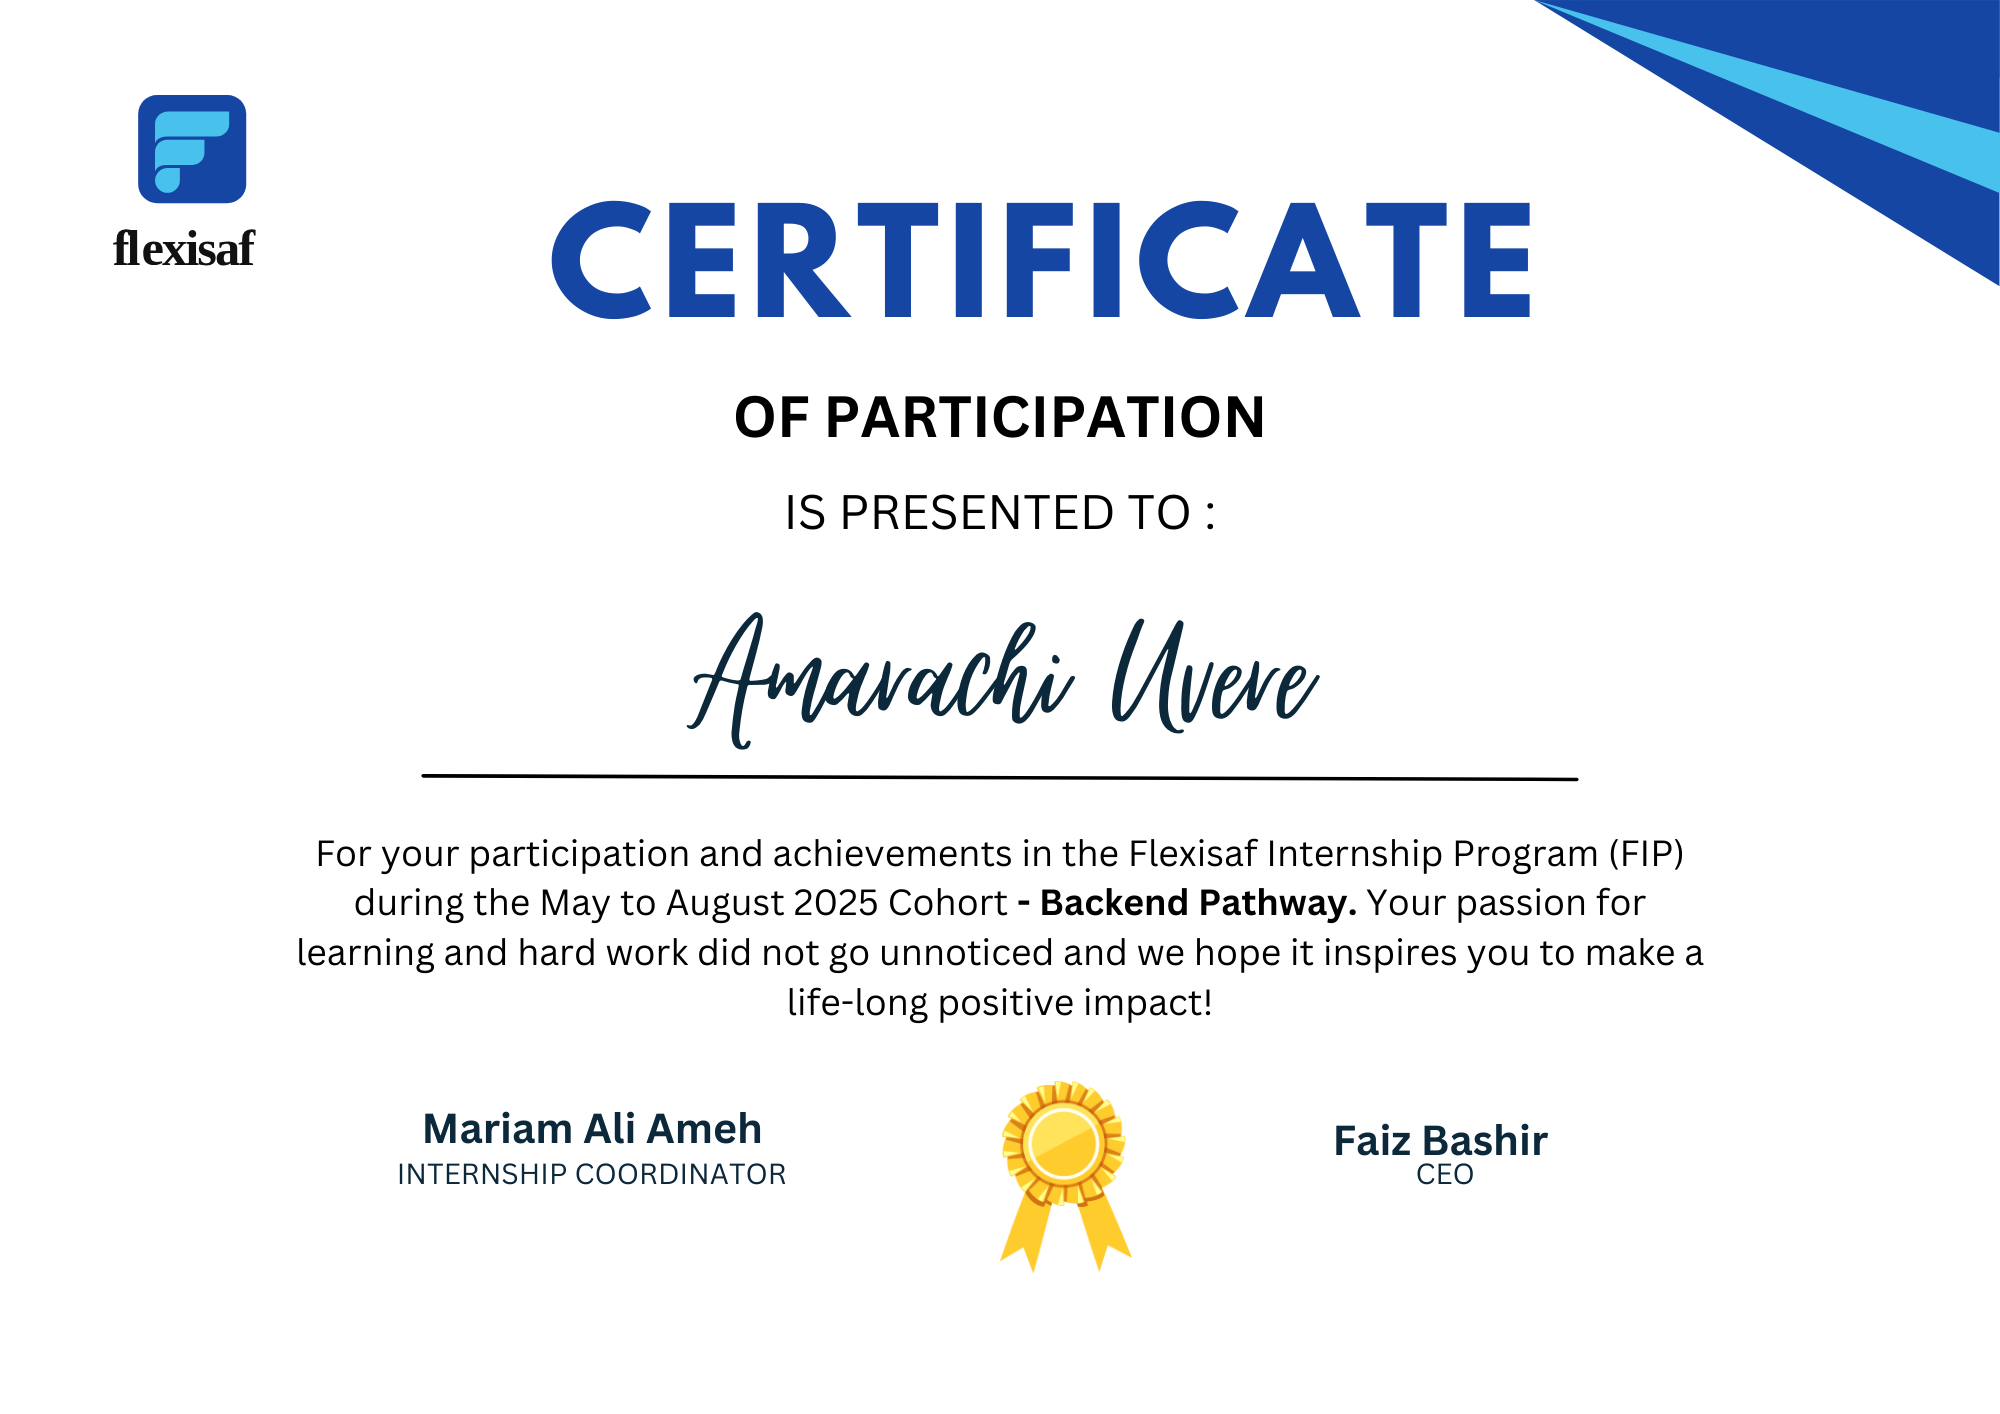 flexisaf
CERTIFICATE
OF PARTICIPATION
IS PRESENTED TO :
Amarachi Uvere
For your participation and achievements in the Flexisaf Internship Program (FIP)
during the May to August 2025 Cohort - Backend Pathway. Your passion for
learning and hard work did not go unnoticed and we hope it inspires you to make a
life-long positive impact!
Mariam Ali Ameh
INTERNSHIP COORDINATOR
Faiz Bashir
CEO